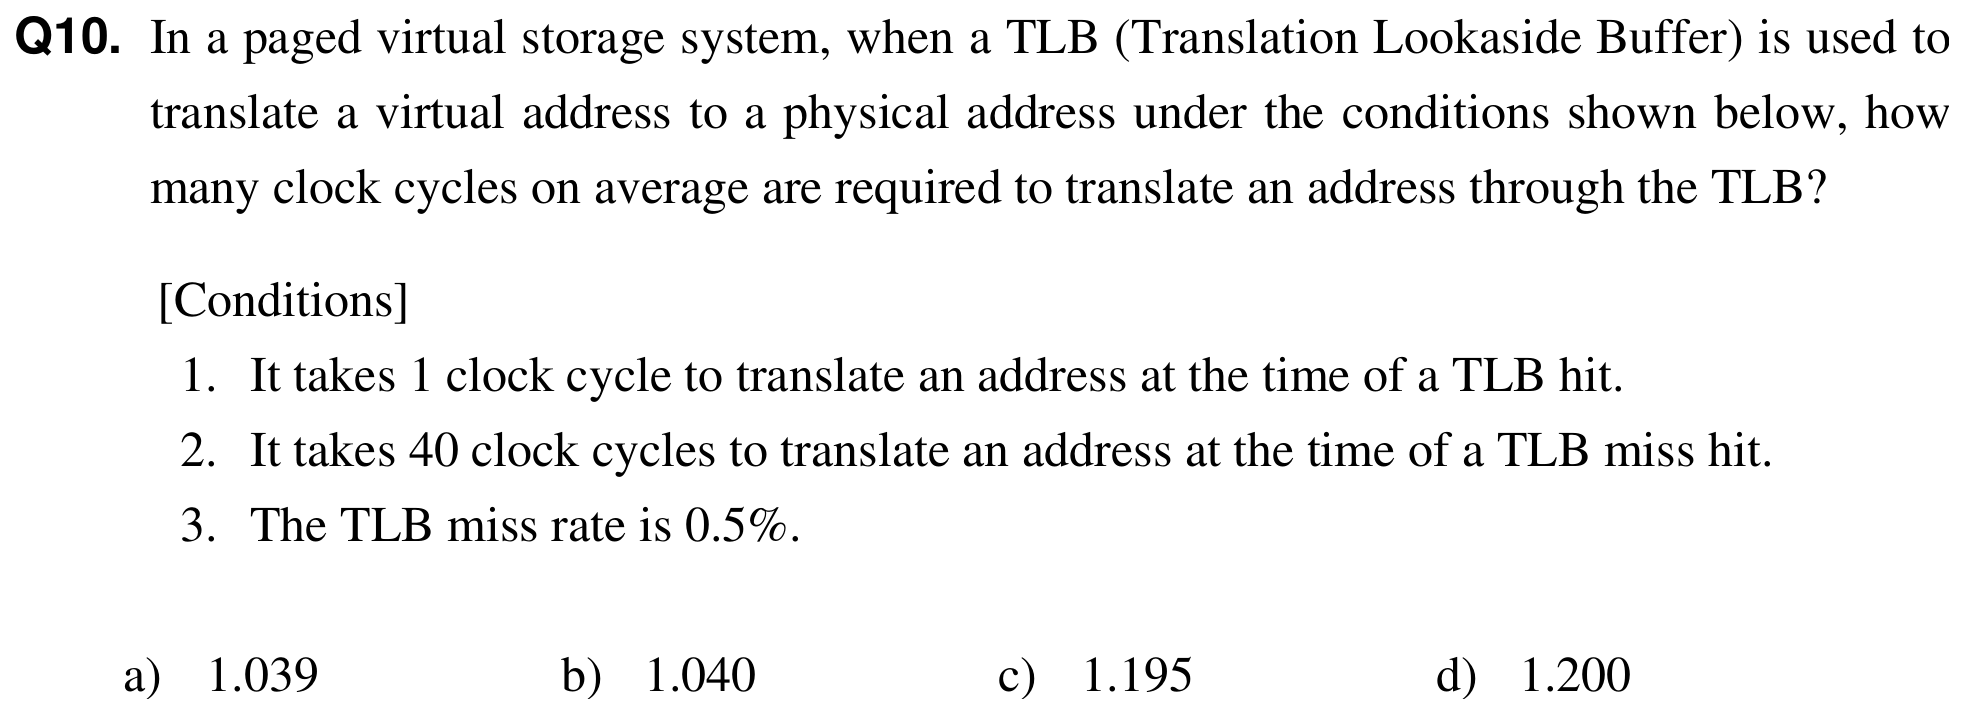 Q10. In a paged virtual storage system, when a TLB (Translation Lookaside Buffer) is used to
translate a virtual address to a physical address under the conditions shown below, how
many clock cycles on average are required to translate an address through the TLB?
[Conditions]
1. It takes 1 clock cycle to translate an address at the time of a TLB hit.
2. It takes 40 clock cycles to translate an address at the time of a TLB miss hit.
3. The TLB miss rate is 0.5%.
a) 1.039 b) 1.040 c) 1.195 d) 1.200